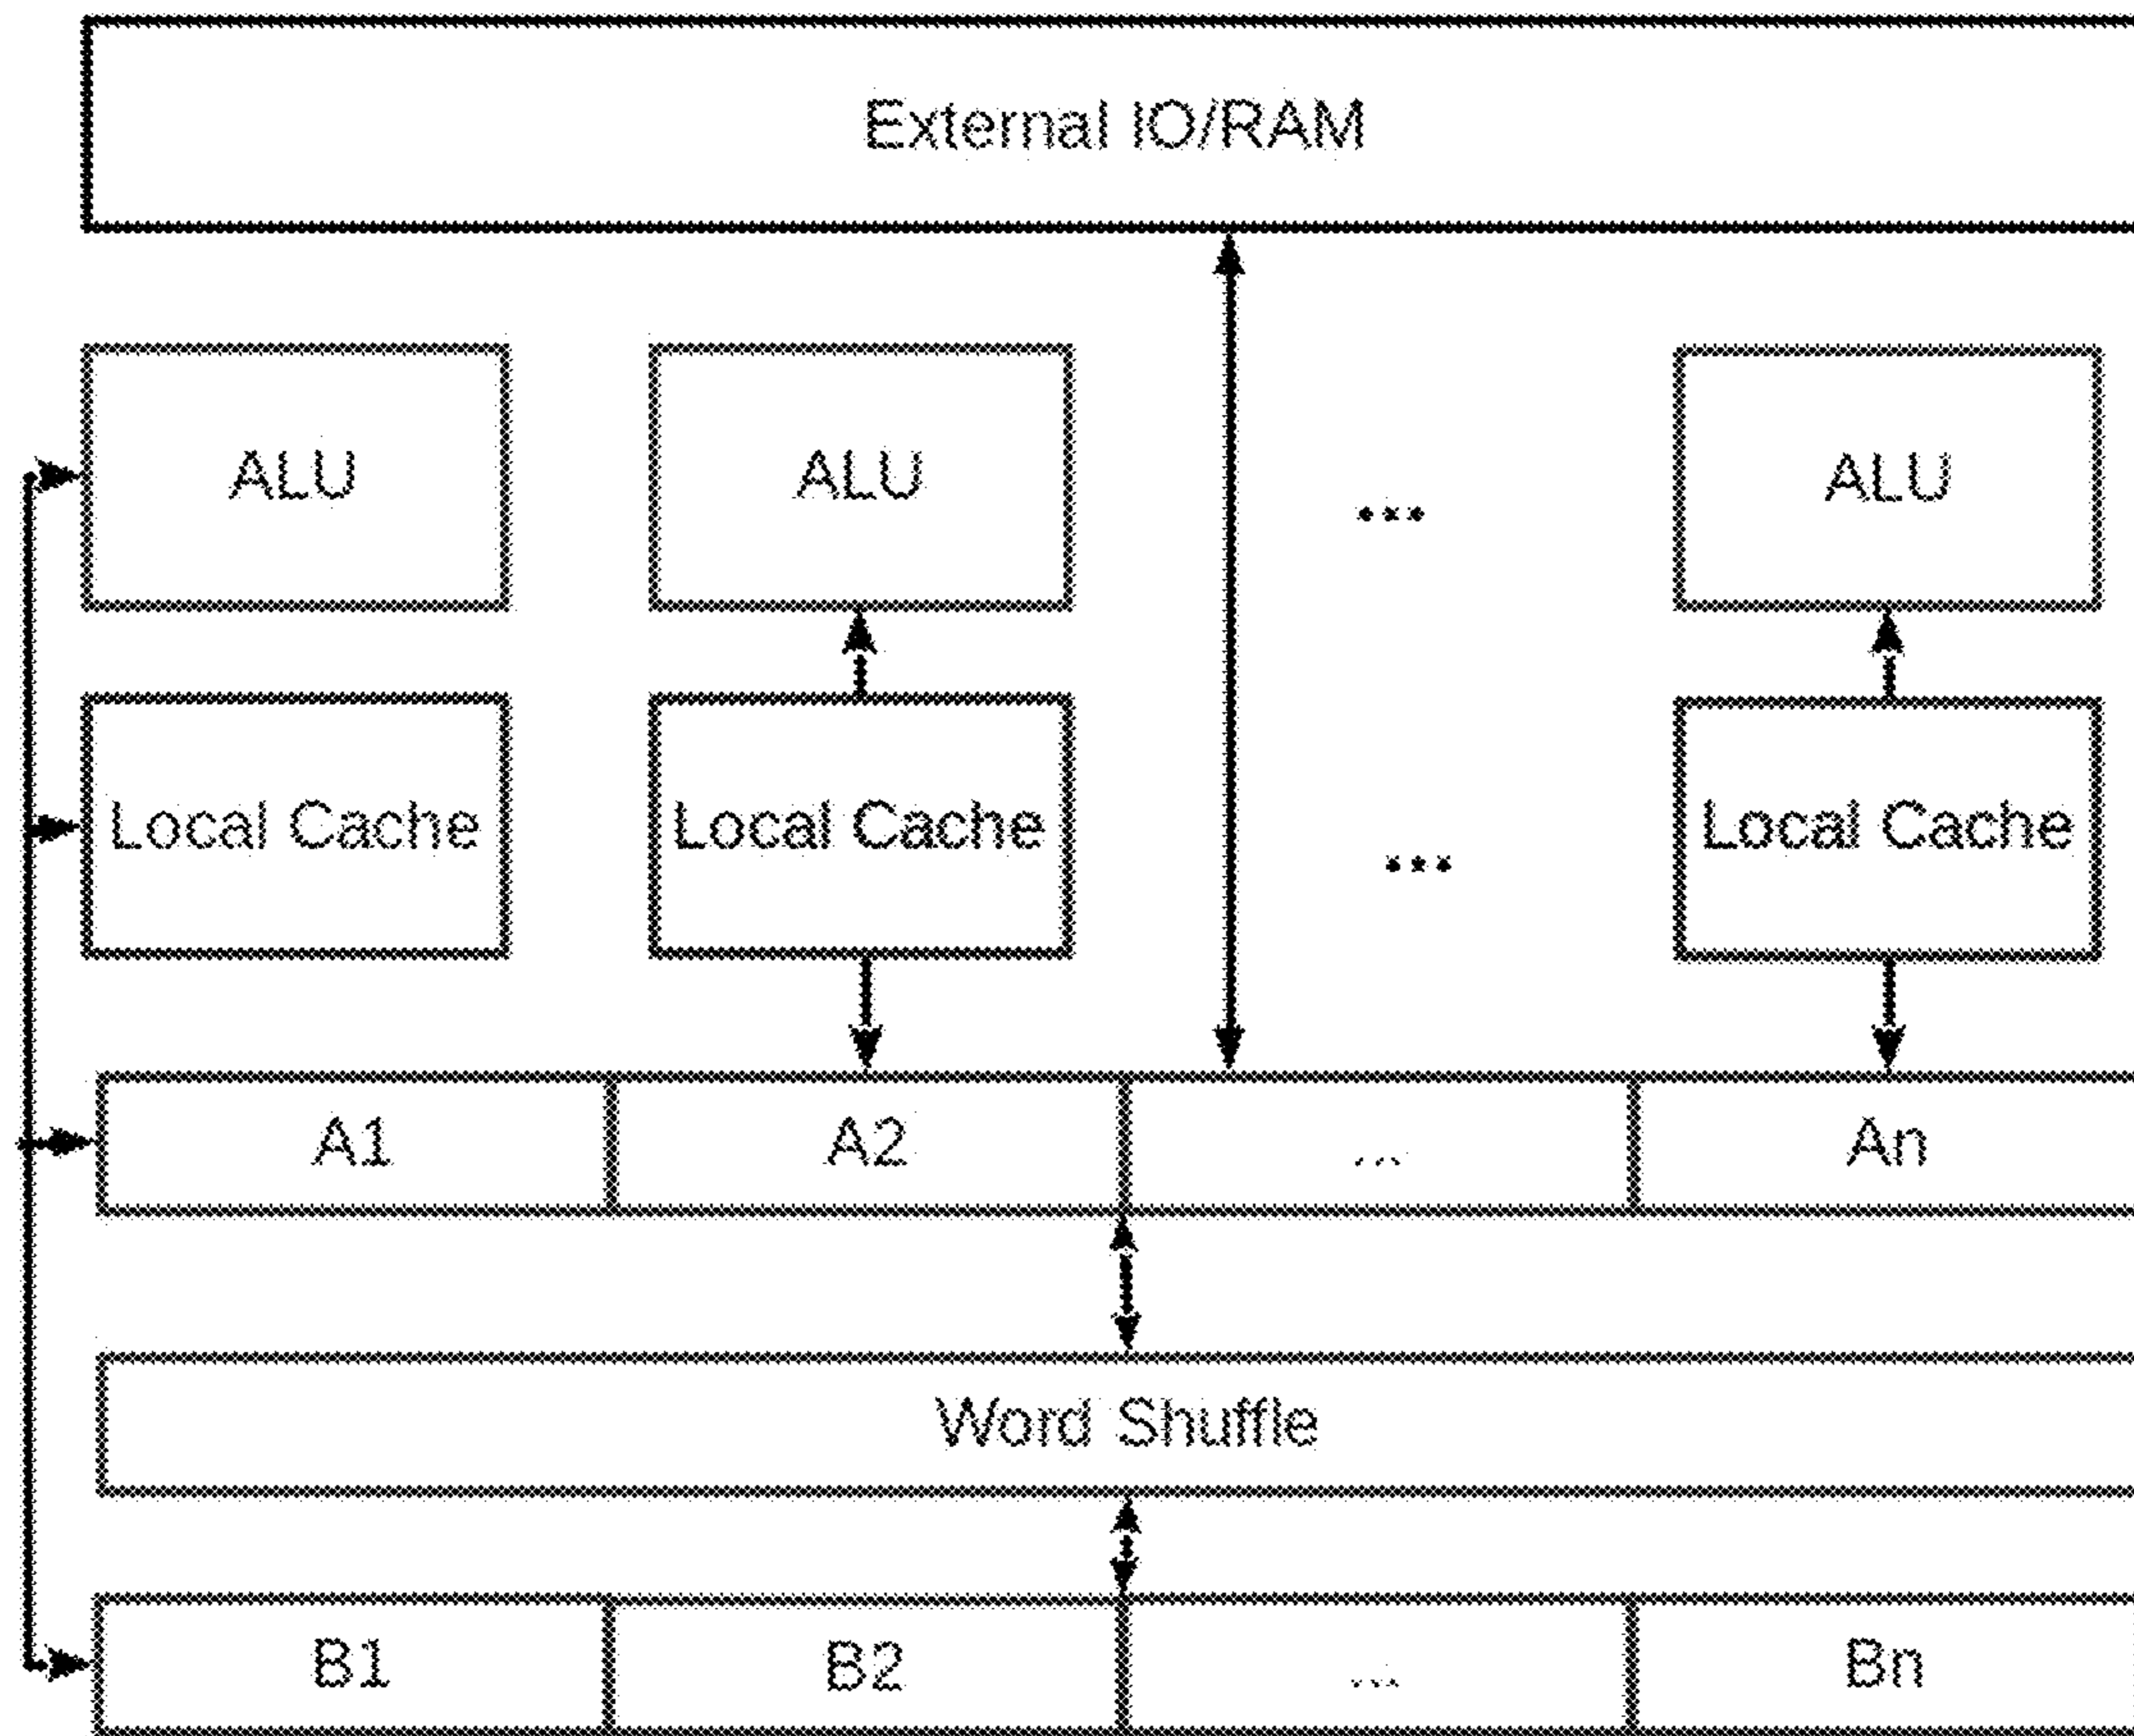 External IO/RAM
ALU ALU ... ALU
Local Cache Local Cache ... Local Cache
A1 A2 ... An
Word Shuffle
B1 B2 ... Bn